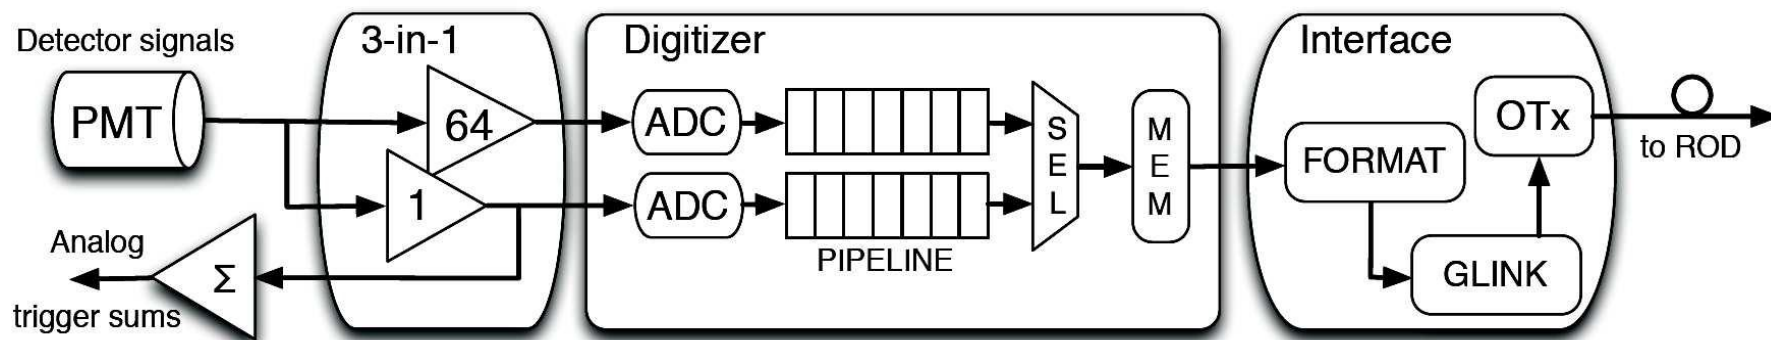 Detector signals
PMT
3-in-1
64
1
Σ
Analog
trigger sums
Digitizer
ADC
ADC
PIPELINE
SEL
MEM
Interface
FORMAT
GLINK
OTx
to ROD